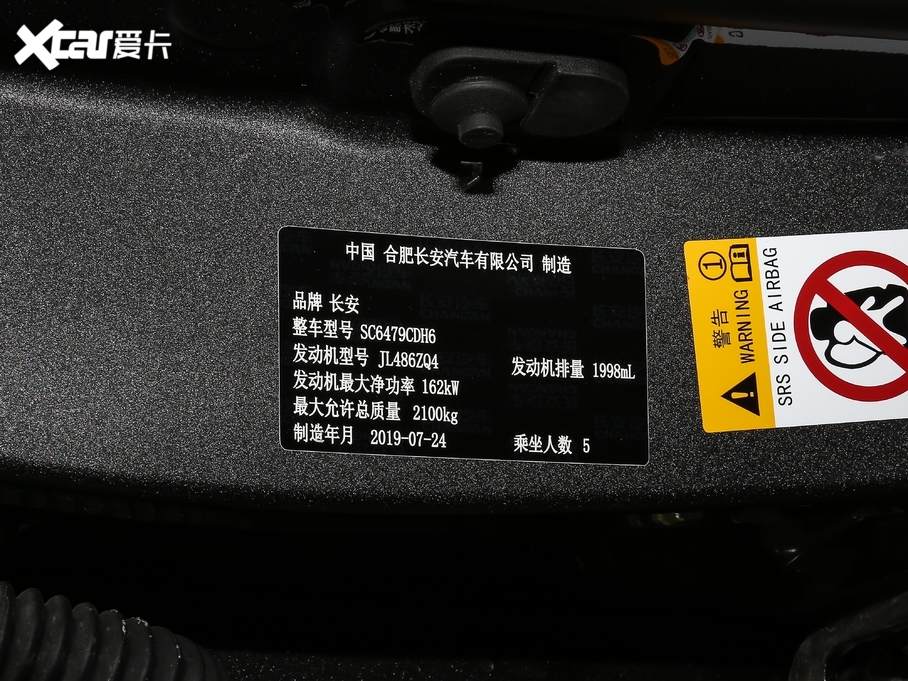 Xcar爱卡
中国 合肥长安汽车有限公司 制造
品牌 长安
整车型号 SC6479CDH6
发动机型号 JL486ZQ4 发动机排量 1998mL
发动机最大净功率 162kW
最大允许总质量 2100kg
制造年月 2019-07-24 乘坐人数 5
①
警告
WARNING
SRS SIDE AIRBAG